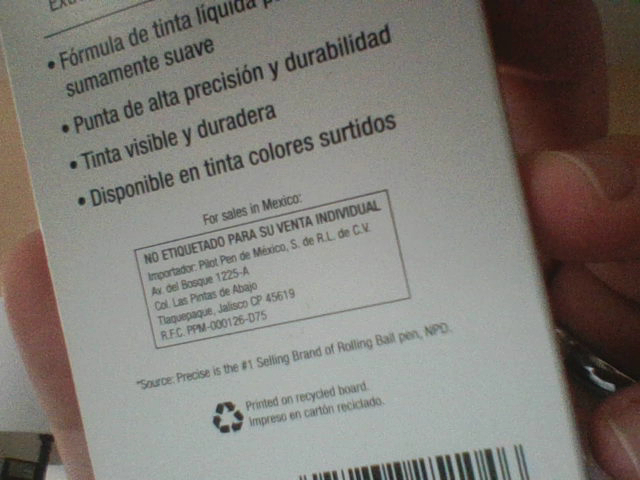 • Fórmula de tinta líquida
sumamente suave
• Punta de alta precisión y durabilidad
• Tinta visible y duradera
• Disponible en tinta colores surtidos
For sales in Mexico:
NO ETIQUETADO PARA SU VENTA INDIVIDUAL
Importador: Pilot Pen de México, S. de R.L. de C.V.
Av. del Bosque 1225-A
Col. Las Pintas de Abajo
Tlaquepaque, Jalisco CP 45619
R.F.C. PPM-000126-D75
*Source: Precise is the #1 Selling Brand of Rolling Ball pen, NPD.
Printed on recycled board.
Impreso en cartón reciclado.